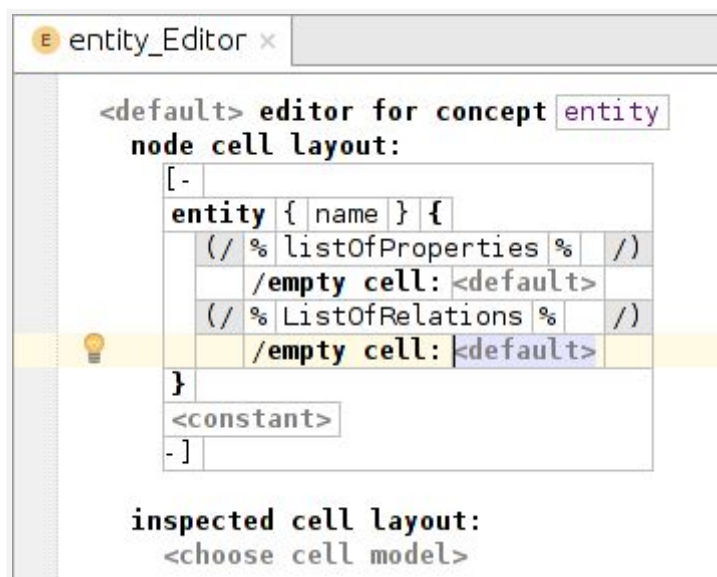 E entity_Editor ×
<default> editor for concept entity
node cell layout:
[-
entity { name } {
(/ % listOfProperties % /)
/empty cell: <default>
(/ % ListOfRelations % /)
/empty cell: <default>
}
<constant>
-]
inspected cell layout:
<choose cell model>